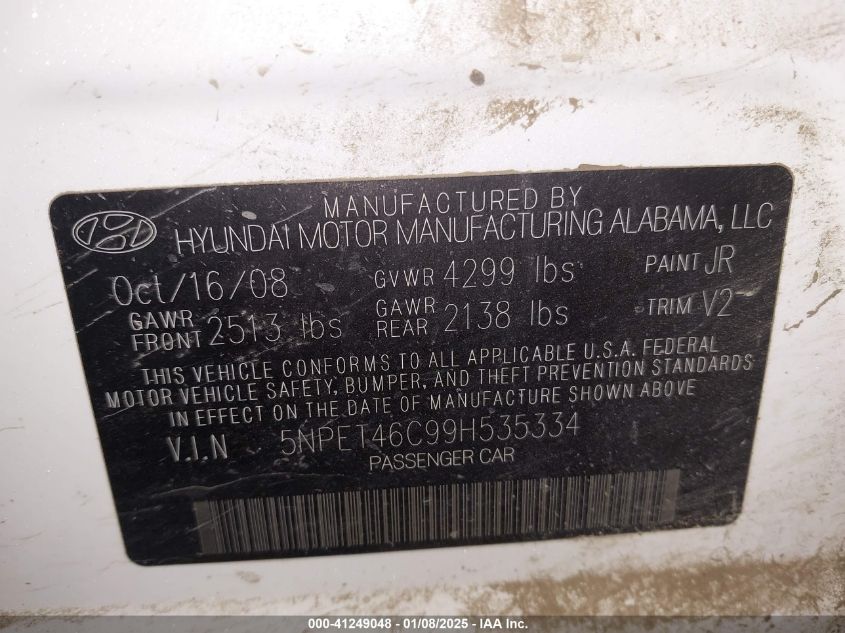 MANUFACTURED BY
HYUNDAI MOTOR MANUFACTURING ALABAMA, LLC
Oct/16/08 GVWR 4299 lbs PAINT JR
GAWR FRONT 2513 lbs GAWR REAR 2138 lbs TRIM V2
THIS VEHICLE CONFORMS TO ALL APPLICABLE U.S.A. FEDERAL
MOTOR VEHICLE SAFETY, BUMPER, AND THEFT PREVENTION STANDARDS
IN EFFECT ON THE DATE OF MANUFACTURE SHOWN ABOVE
V.I.N 5NPET46C99H535334
PASSENGER CAR
000-41249048 - 01/08/2025 - IAA Inc.